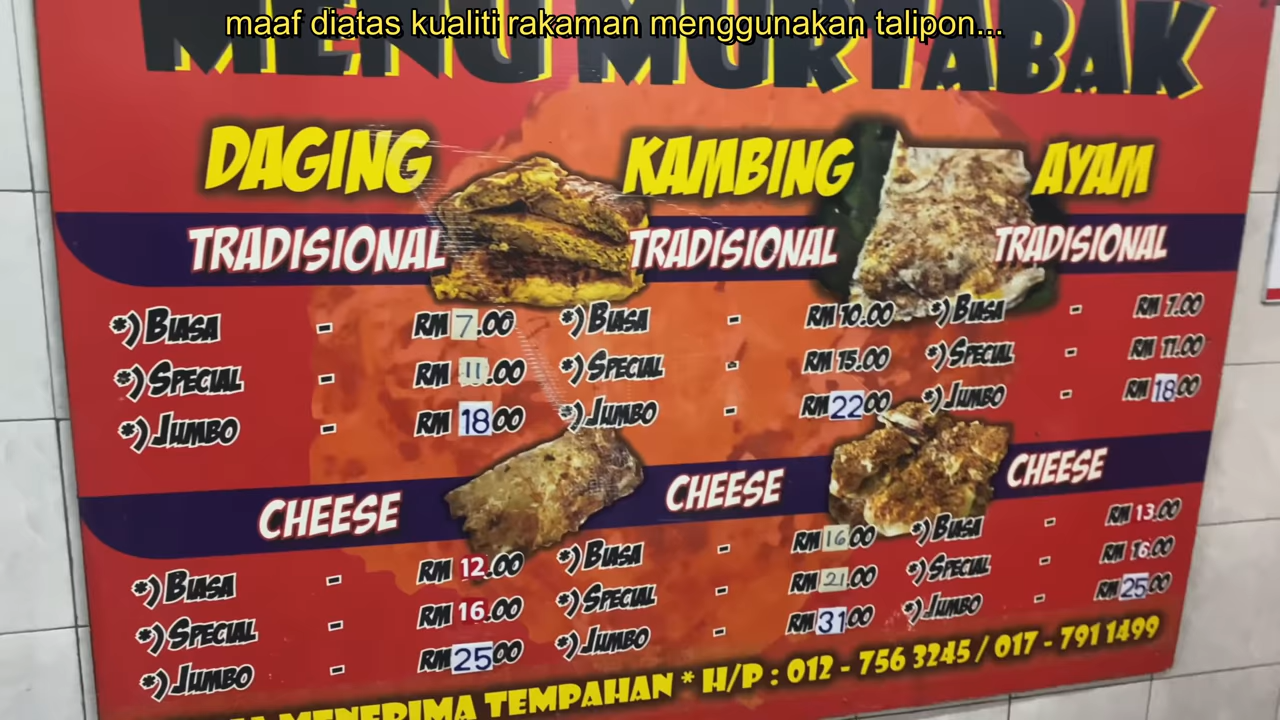 maaf diatas kualiti rakaman menggunakan talipon...
MENU MURTABAK
DAGING
TRADISIONAL
*) BIASA - RM 7.00
*) SPECIAL - RM 11.00
*) JUMBO - RM 18.00
CHEESE
*) BIASA - RM 12.00
*) SPECIAL - RM 16.00
*) JUMBO - RM 25.00
KAMBING
TRADISIONAL
*) BIASA - RM 10.00
*) SPECIAL - RM 15.00
*) JUMBO - RM 22.00
CHEESE
*) BIASA - RM 16.00
*) SPECIAL - RM 21.00
*) JUMBO - RM 31.00
AYAM
TRADISIONAL
*) BIASA - RM 7.00
*) SPECIAL - RM 11.00
*) JUMBO - RM 18.00
CHEESE
*) BIASA - RM 13.00
*) SPECIAL - RM 16.00
*) JUMBO - RM 25.00
MENERIMA TEMPAHAN * H/P : 012 - 756 3245 / 017 - 791 1499